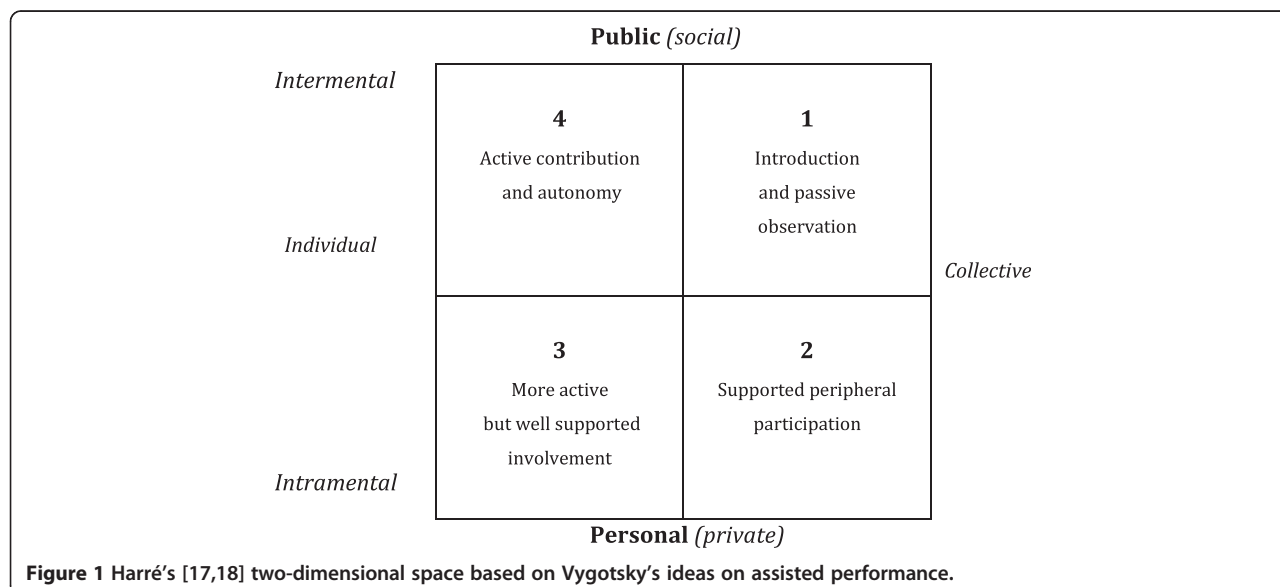 Public (social)
Intermental
4
Active contribution
and autonomy
1
Introduction
and passive
observation
Individual
Collective
3
More active
but well supported
involvement
2
Supported peripheral
participation
Intramental
Personal (private)
Figure 1 Harré's [17,18] two-dimensional space based on Vygotsky's ideas on assisted performance.